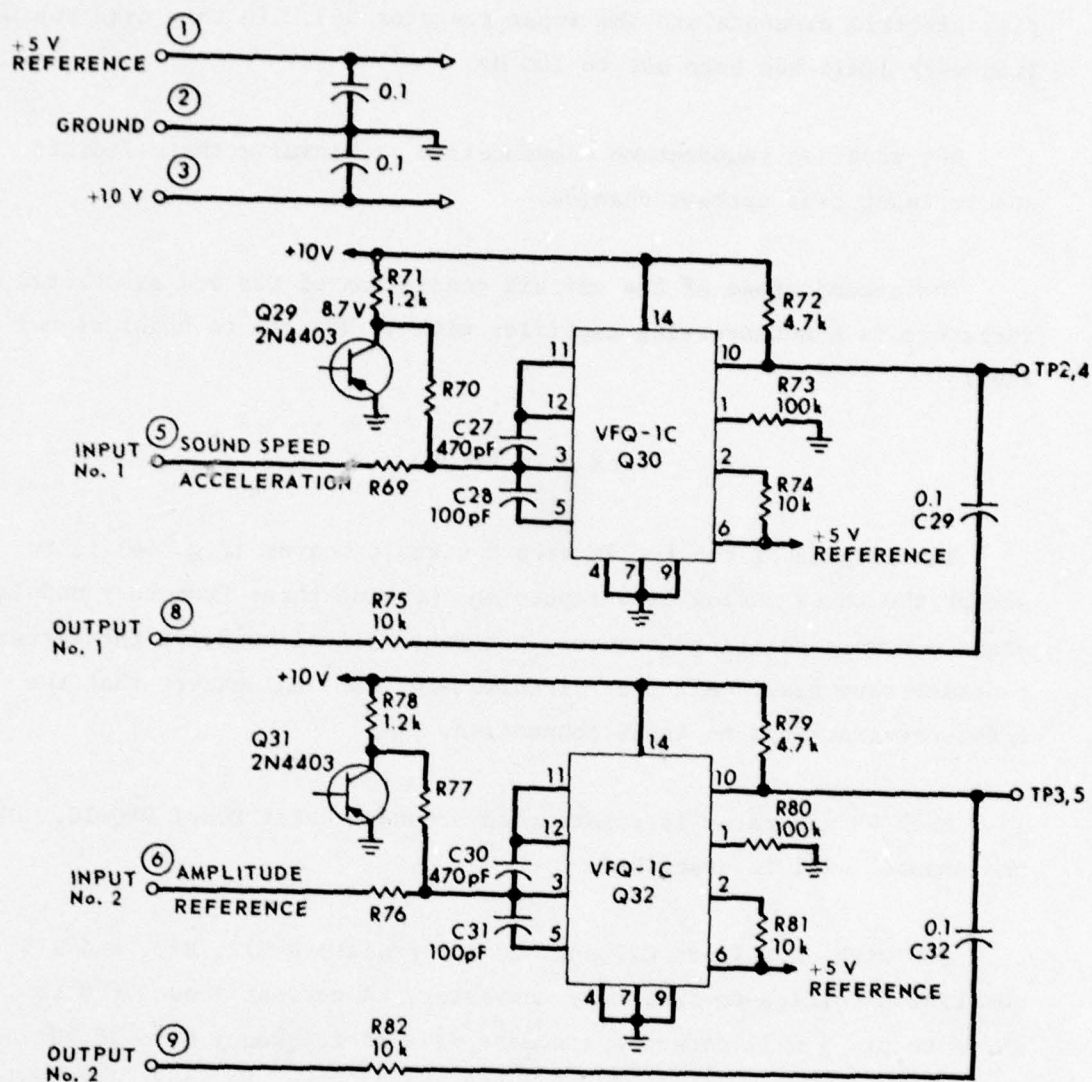 ①
+5 V
REFERENCE
0.1
②
GROUND
0.1
③
+10 V
+10V
R71
1.2k
8.7V
Q29
2N4403
R70
R72
4.7k
14
11
10
TP2,4
12
1
R73
100k
C27
470pF
VFQ-1C
Q30
⑤
INPUT
No. 1
SOUND SPEED
ACCELERATION
R69
3
2
C28
100pF
R74
10k
5
6
+5 V
REFERENCE
0.1
C29
4
7
9
⑧
OUTPUT
No. 1
R75
10k
+10V
R78
1.2k
Q31
2N4403
R77
R79
4.7k
14
11
10
TP3,5
12
1
R80
100k
C30
470pF
VFQ-1C
Q32
⑥
INPUT
No. 2
AMPLITUDE
REFERENCE
R76
3
2
C31
100pF
R81
10k
5
6
+5 V
REFERENCE
0.1
C32
4
7
9
⑨
OUTPUT
No. 2
R82
10k